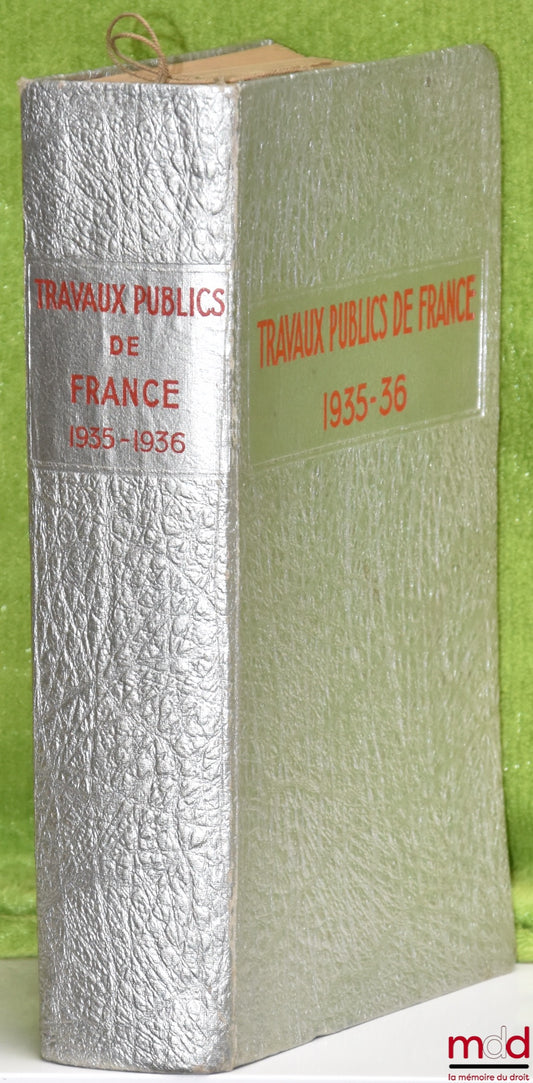 TRAVAUX PUBLICS
DE
FRANCE
1935-1936
TRAVAUX PUBLICS DE FRANCE
1935-36
mdd
la mémoire du droit